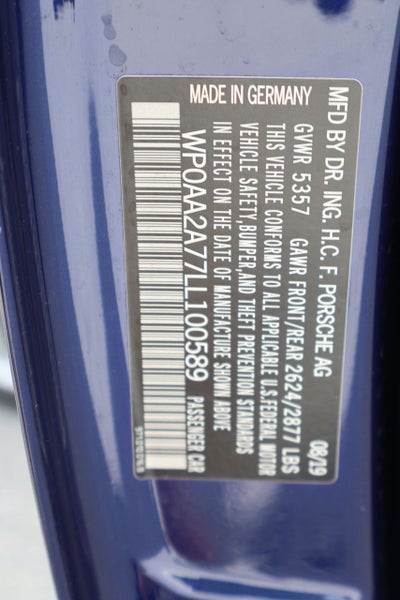 MFD BY DR. ING. H.C. F. PORSCHE AG 08/19
GVWR 5357 GAWR FRONT/REAR 2624/2877 LBS
THIS VEHICLE CONFORMS TO ALL APPLICABLE U.S.FEDERAL MOTOR
VEHICLE SAFETY,BUMPER,AND THEFT PREVENTION STANDARDS
IN EFFECT ON THE DATE OF MANUFACTURE SHOWN ABOVE
WP0AA2A77LL100589 PASSENGER CAR
MADE IN GERMANY